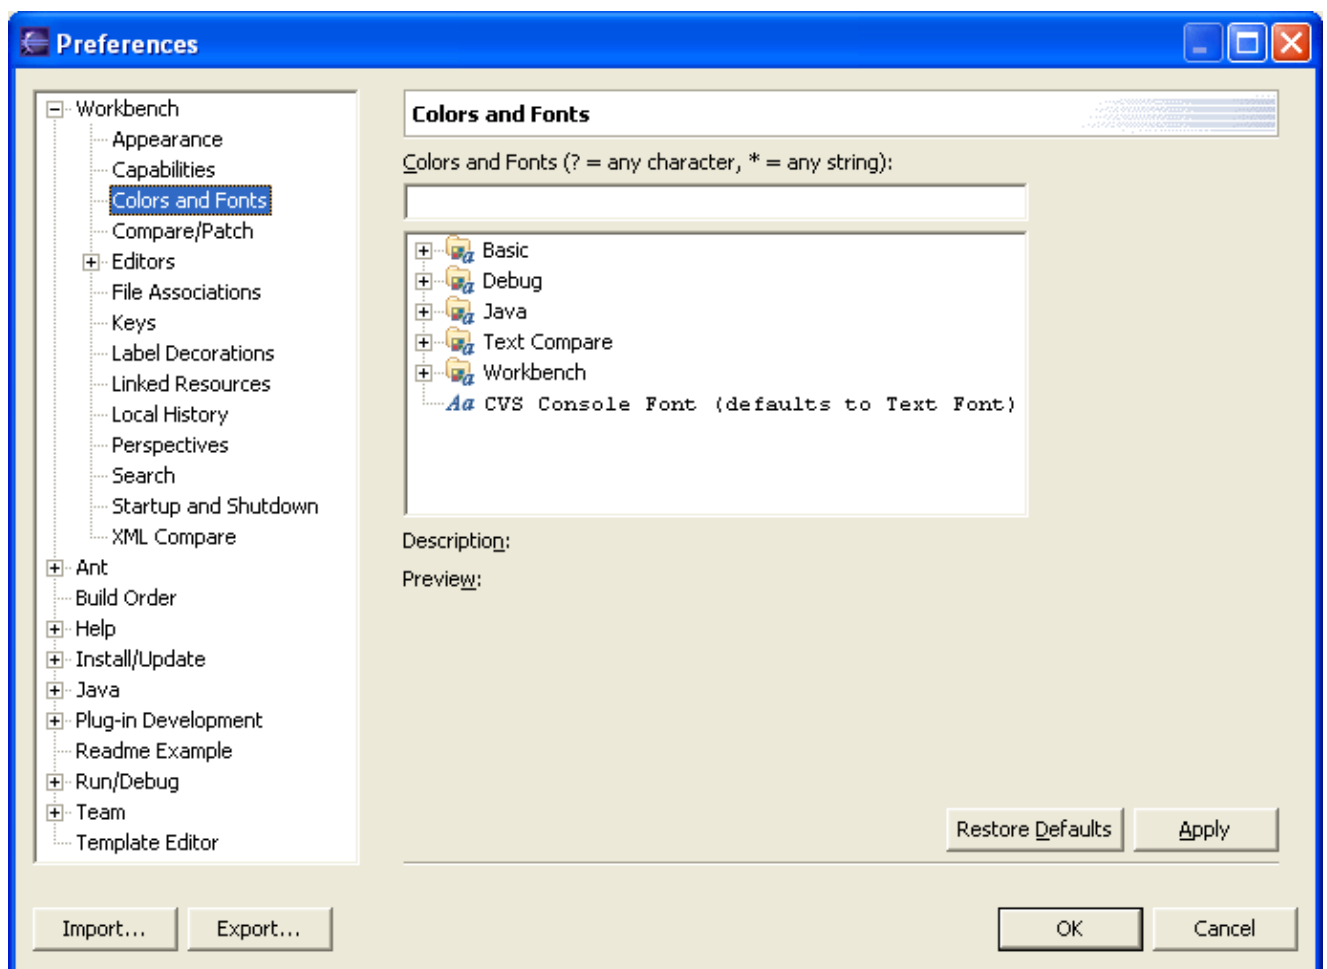 Preferences
Workbench
Appearance
Capabilities
Colors and Fonts
Compare/Patch
Editors
File Associations
Keys
Label Decorations
Linked Resources
Local History
Perspectives
Search
Startup and Shutdown
XML Compare
Ant
Build Order
Help
Install/Update
Java
Plug-in Development
Readme Example
Run/Debug
Team
Template Editor
Colors and Fonts
Colors and Fonts (? = any character, * = any string):
Basic
Debug
Java
Text Compare
Workbench
Aa CVS Console Font (defaults to Text Font)
Description:
Preview:
Restore Defaults
Apply
Import...
Export...
OK
Cancel